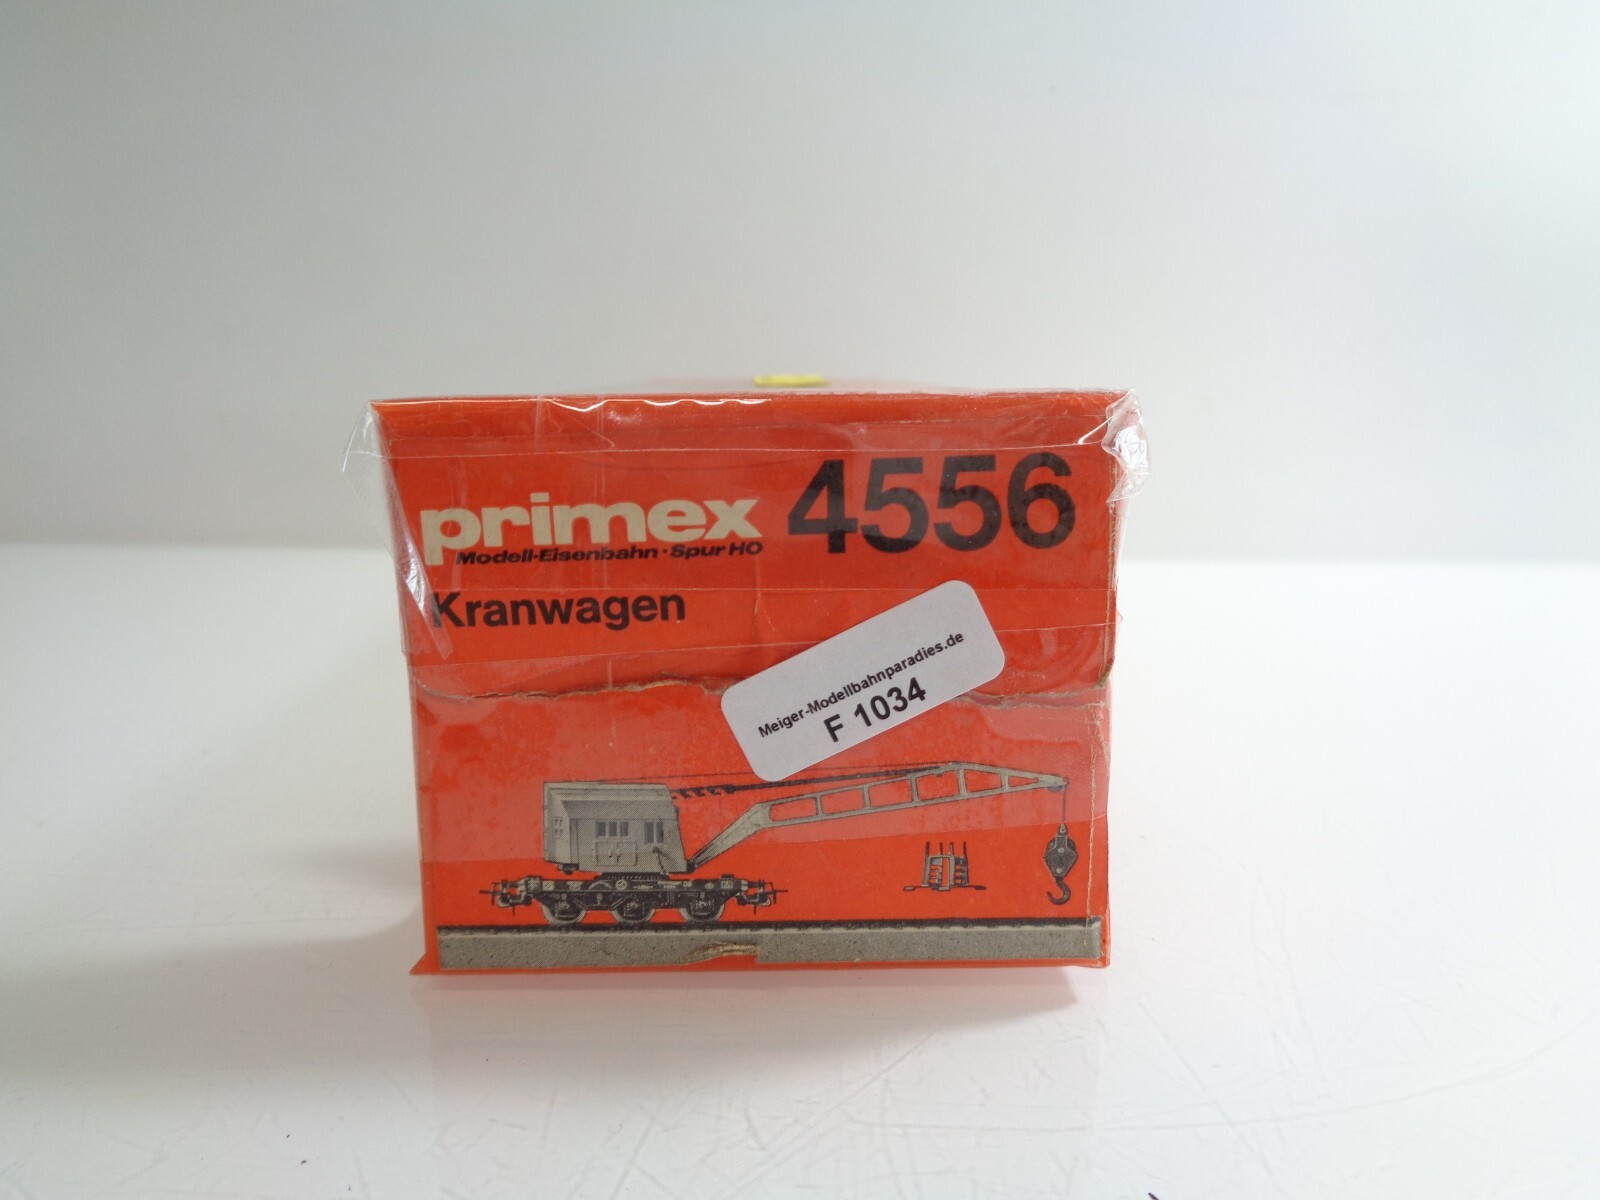 primex 4556
Modell·Eisenbahn · Spur HO
Kranwagen
Meiger-Modellbahnparadies.de
F 1034